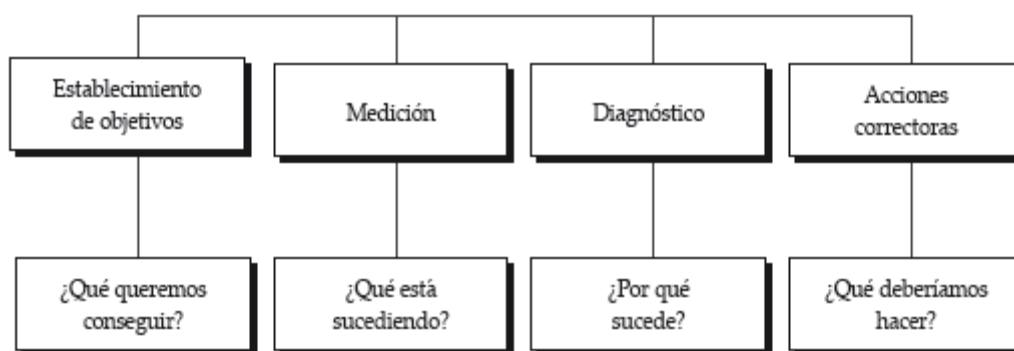 Establecimiento
de objetivos
Medición
Diagnóstico
Acciones
correctoras
¿Qué queremos
conseguir?
¿Qué está
sucediendo?
¿Por qué
sucede?
¿Qué deberíamos
hacer?